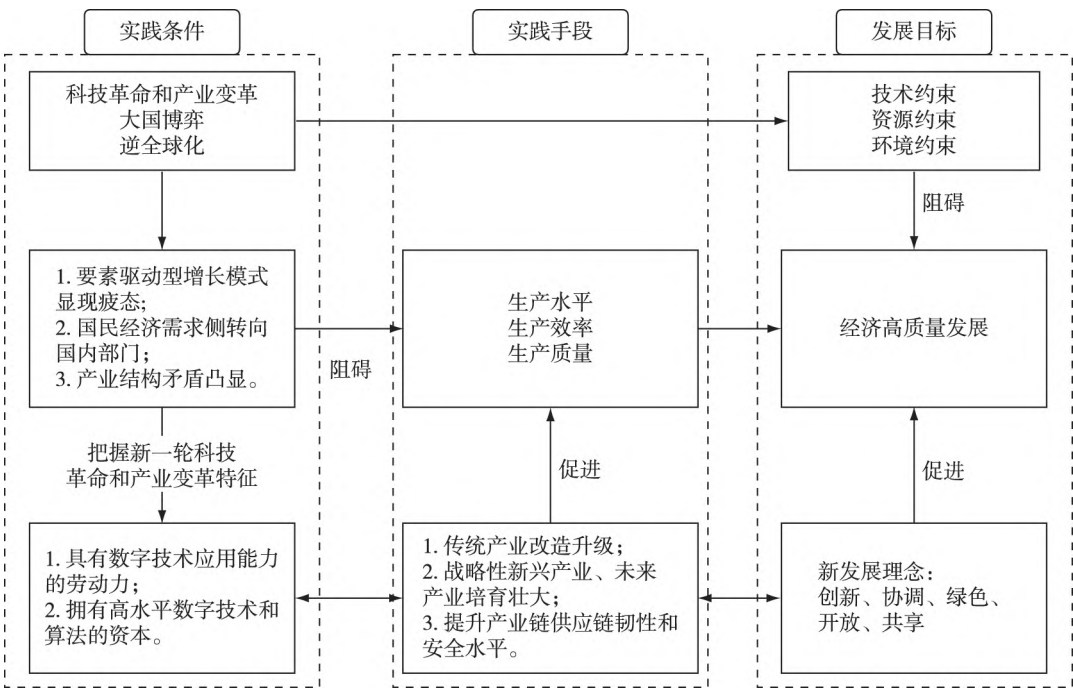 实践条件
实践手段
发展目标
科技革命和产业变革
大国博弈
逆全球化
技术约束
资源约束
环境约束
阻碍
1. 要素驱动型增长模式
显现疲态;
2. 国民经济需求侧转向
国内部门;
3. 产业结构矛盾凸显。
阻碍
生产水平
生产效率
生产质量
经济高质量发展
把握新一轮科技
革命和产业变革特征
促进
促进
1. 具有数字技术应用能力
的劳动力;
2. 拥有高水平数字技术和
算法的资本。
1. 传统产业改造升级;
2. 战略性新兴产业、未来
产业培育壮大;
3. 提升产业链供应链韧性和
安全水平。
新发展理念:
创新、协调、绿色、
开放、共享